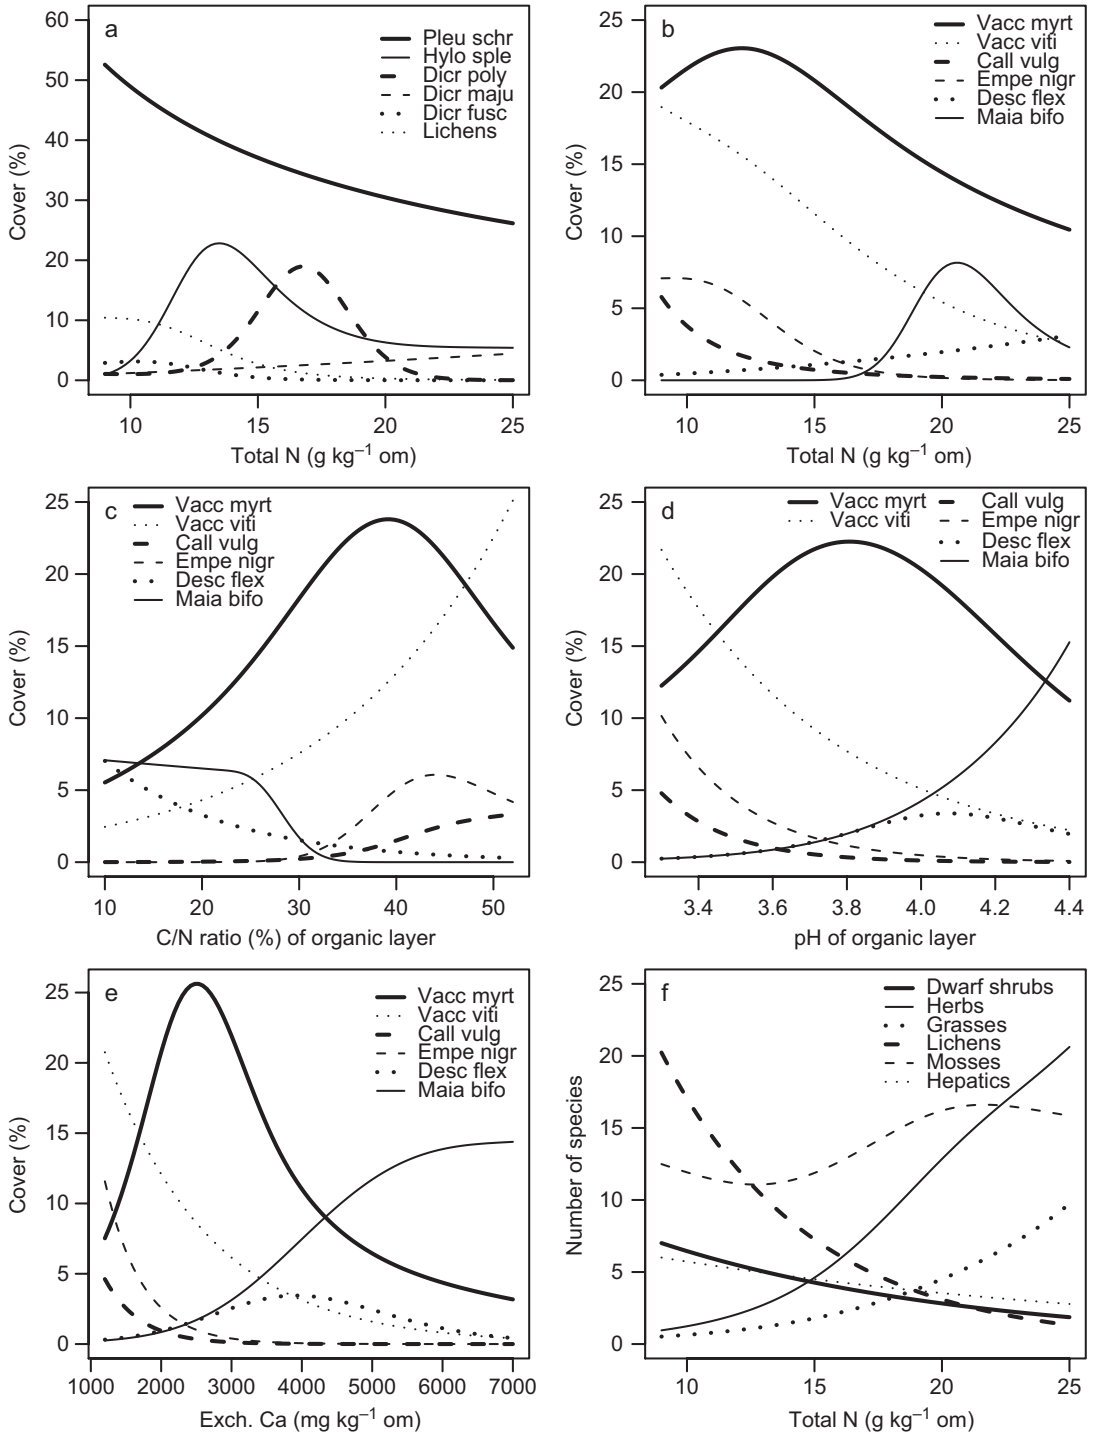 a
Pleu schr
Hylo sple
Dicr poly
Dicr maju
Dicr fusc
Lichens
60
50
40
30
20
10
0
Cover (%)
10 15 20 25
Total N (g kg⁻¹ om)
b
Vacc myrt
Vacc viti
Call vulg
Empe nigr
Desc flex
Maia bifo
25
20
15
10
5
0
Cover (%)
10 15 20 25
Total N (g kg⁻¹ om)
c
Vacc myrt
Vacc viti
Call vulg
Empe nigr
Desc flex
Maia bifo
25
20
15
10
5
0
Cover (%)
10 20 30 40 50
C/N ratio (%) of organic layer
d
Vacc myrt
Vacc viti
Call vulg
Empe nigr
Desc flex
Maia bifo
25
20
15
10
5
0
Cover (%)
3.4 3.6 3.8 4.0 4.2 4.4
pH of organic layer
e
Vacc myrt
Vacc viti
Call vulg
Empe nigr
Desc flex
Maia bifo
25
20
15
10
5
0
Cover (%)
1000 2000 3000 4000 5000 6000 7000
Exch. Ca (mg kg⁻¹ om)
f
Dwarf shrubs
Herbs
Grasses
Lichens
Mosses
Hepatics
25
20
15
10
5
0
Number of species
10 15 20 25
Total N (g kg⁻¹ om)